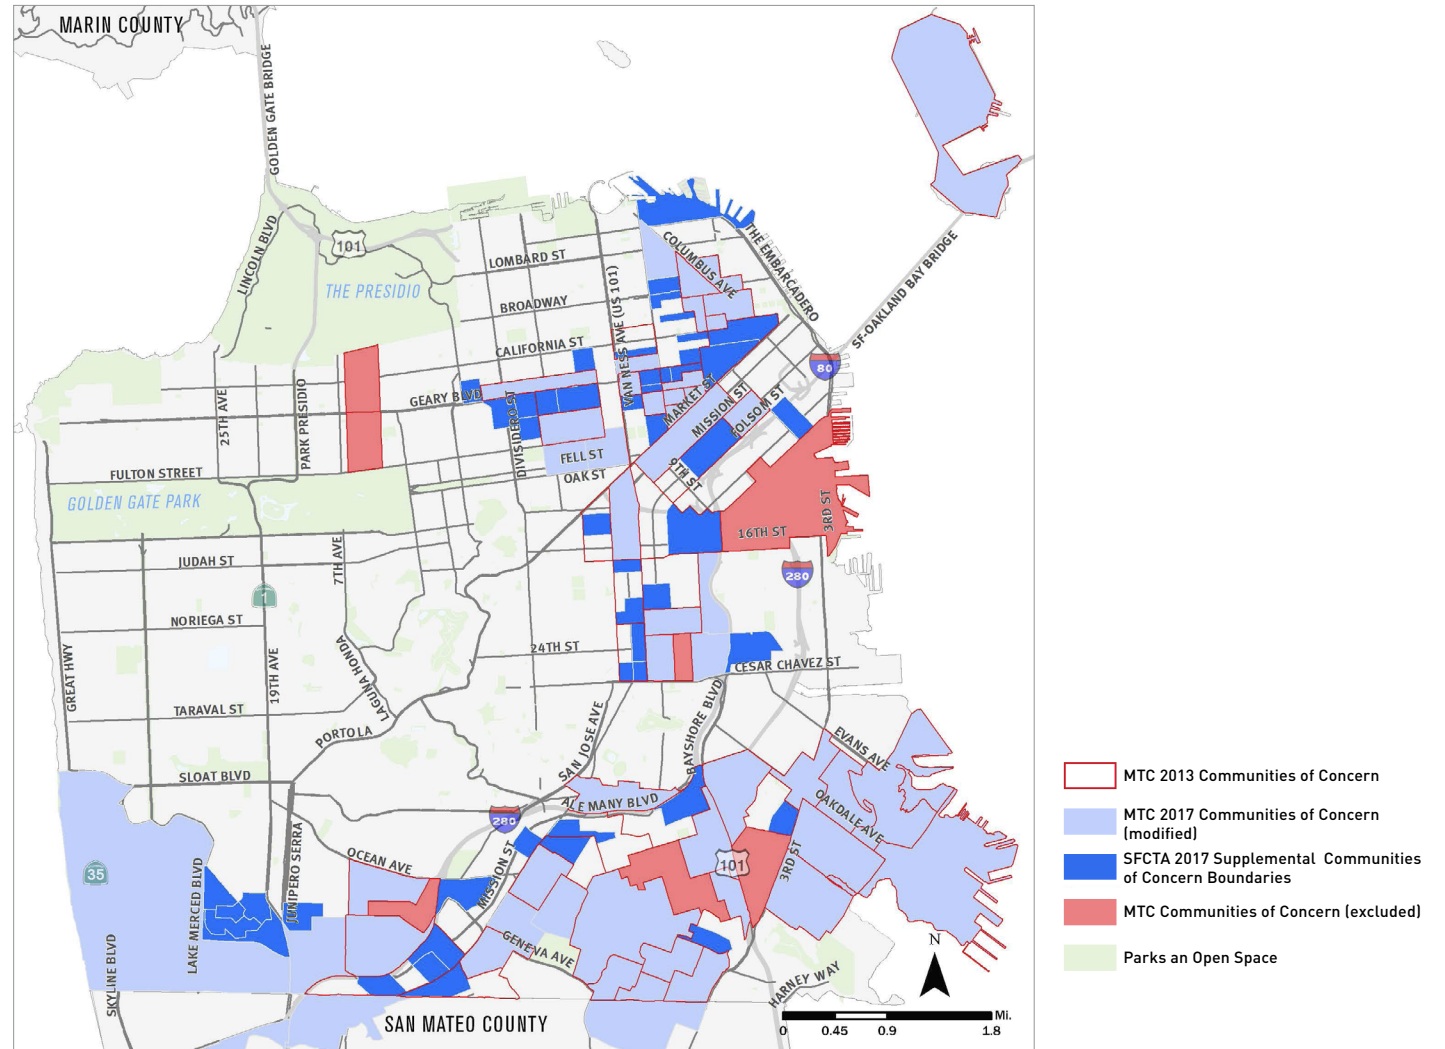 MARIN COUNTY
GOLDEN GATE BRIDGE
LINCOLN BLVD
101
THE PRESIDIO
LOMBARD ST
BROADWAY
CALIFORNIA ST
VAN NESS AVE (US 101)
COLUMBUS AVE
THE EMBARCADERO
SF-OAKLAND BAY BRIDGE
80
25TH AVE
PARK PRESIDIO
GEARY BLVD
DIVISIDERO ST
MARKET ST
MISSION ST
FOLSOM ST
9TH ST
FELL ST
OAK ST
FULTON STREET
GOLDEN GATE PARK
3RD ST
16TH ST
280
JUDAH ST
7TH AVE
1
NORIEGA ST
24TH ST
CESAR CHAVEZ ST
GREAT HWY
19TH AVE
LAGUNA HONDA
TARAVAL ST
PORTOLA
SAN JOSE AVE
BAYSHORE BLVD
EVANS AVE
SLOAT BLVD
ALEMANY BLVD
OAKDALE AVE
280
101
3RD ST
OCEAN AVE
MISSION ST
JUNIPERO SERRA
35
LAKE MERCED BLVD
GENEVA AVE
SKYLINE BLVD
HARNEY WAY
SAN MATEO COUNTY
N
Mi.
0 0.45 0.9 1.8
MTC 2013 Communities of Concern
MTC 2017 Communities of Concern
(modified)
SFCTA 2017 Supplemental Communities
of Concern Boundaries
MTC Communities of Concern (excluded)
Parks an Open Space